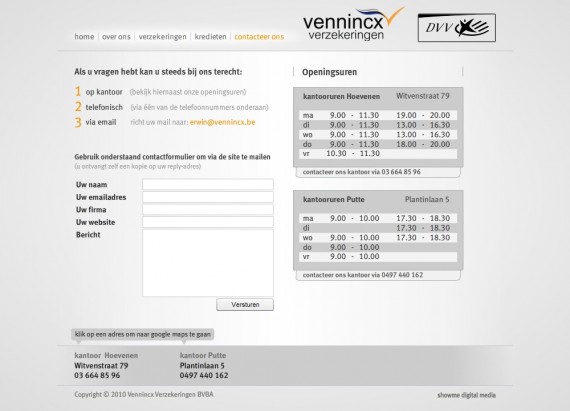 home | over ons | verzekeringen | kredieten | contacteer ons
vennincx
verzekeringen
DVV
Als u vragen hebt kan u steeds bij ons terecht:
1 op kantoor (bekijk hiernaast onze openingsuren)
2 telefonisch (via één van de telefoonnummers onderaan)
3 via email richt uw mail naar: erwin@vennincx.be
Gebruik onderstaand contactformulier om via de site te mailen
(u ontvangt zelf een kopie op uw reply adres)
Uw naam
Uw emailadres
Uw firma
Uw website
Bericht
Versturen
Openingsuren
kantooruren Hoevenen Witvenstraat 79
ma 9.00 - 11.30 19.00 - 20.00
di 9.00 - 11.30 13.00 - 16.30
wo 9.00 - 11.30 13.00 - 16.30
do 9.00 - 11.30 18.00 - 20.00
vr 10.30 - 11.30
contacteer ons kantoor via 03 664 85 96
kantooruren Putte Plantinlaan 5
ma 9.00 - 10.00 17.30 - 18.30
di 17.30 - 18.30
wo 9.00 - 10.00 17.30 - 18.30
do 9.00 - 10.00
vr 9.00 - 10.00
contacteer ons kantoor via 0497 440 162
klik op een adres om naar google maps te gaan
kantoor Hoevenen
Witvenstraat 79
03 664 85 96
kantoor Putte
Plantinlaan 5
0497 440 162
Copyright © 2010 Vennincx Verzekeringen BVBA
showme digital media